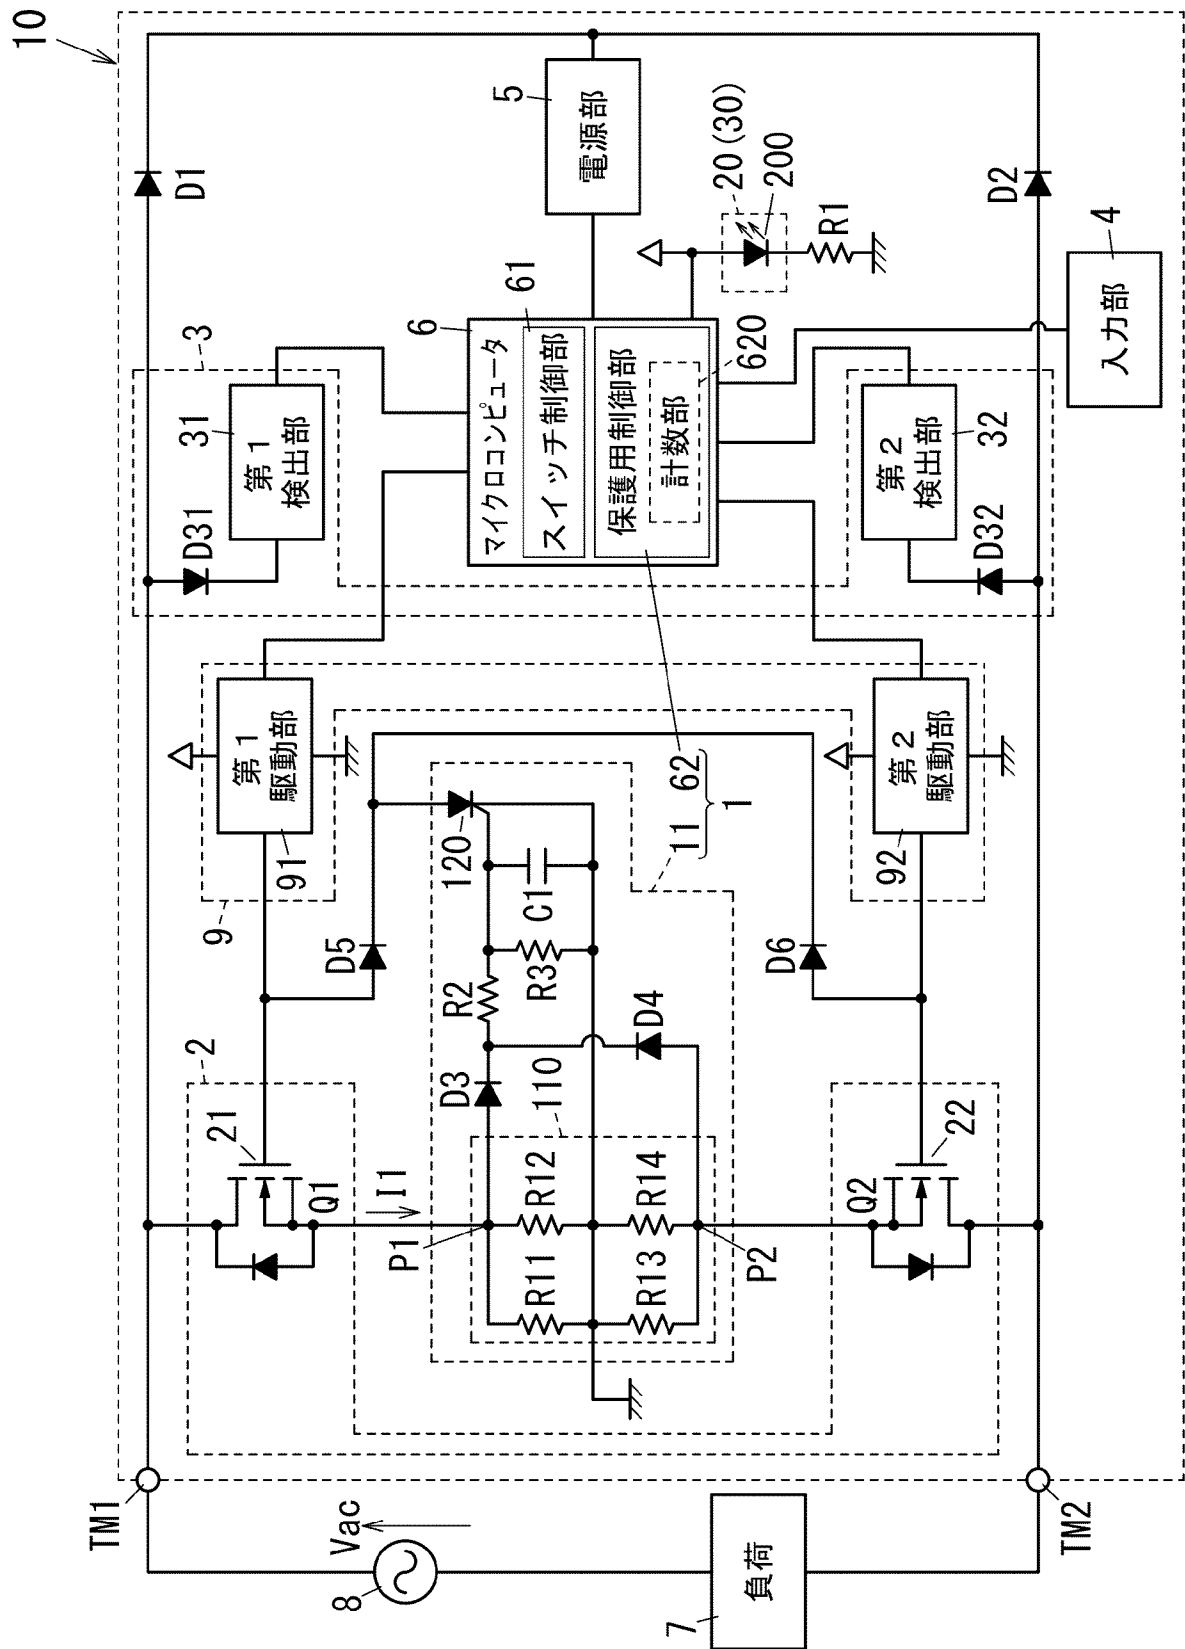 10
TM1
TM2
Vac
8
7
負荷
2
21
Q1
I1
P1
P2
Q2
22
R11
R12
R13
R14
110
D3
D4
R2
R3
C1
120
D5
D6
11
62
1
9
91
第1
駆動部
92
第2
駆動部
3
D31
31
第1
検出部
D32
32
第2
検出部
6
マイクロコンピュータ
61
スイッチ制御部
保護用制御部
計数部
620
D1
D2
5
電源部
20(30)
200
R1
4
入力部